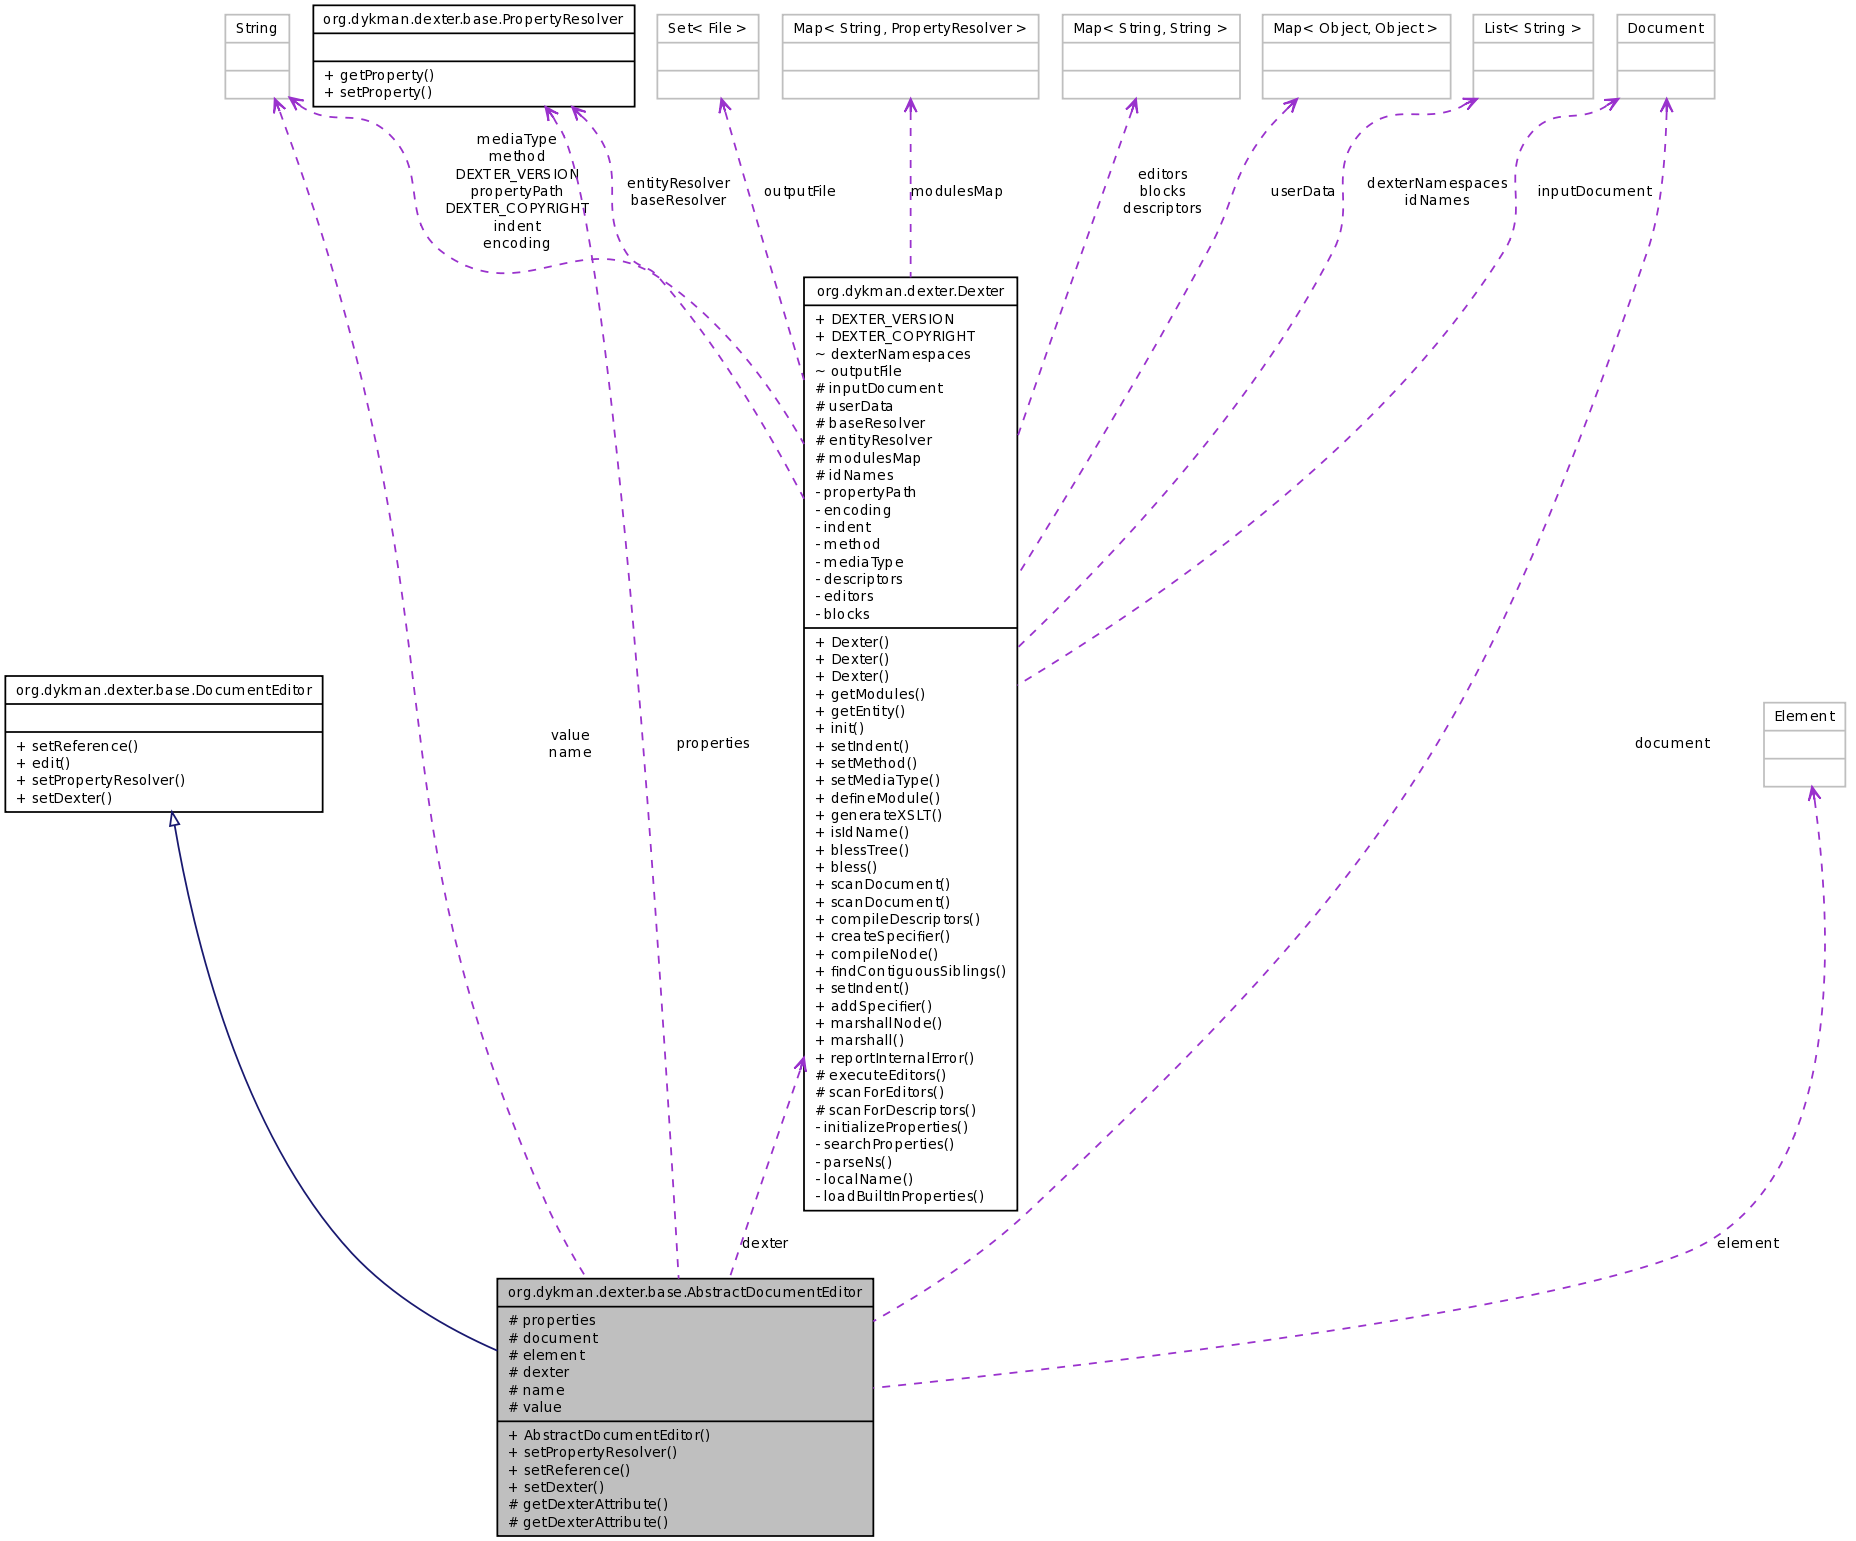 String
org.dykman.dexter.base.PropertyResolver
+ getProperty()
+ setProperty()
Set< File >
Map< String, PropertyResolver >
Map< String, String >
Map< Object, Object >
List< String >
Document
mediaType
method
DEXTER_VERSION
propertyPath
DEXTER_COPYRIGHT
indent
encoding
entityResolver
baseResolver
outputFile
modulesMap
editors
blocks
descriptors
userData
dexterNamespaces
idNames
inputDocument
org.dykman.dexter.Dexter
+ DEXTER_VERSION
+ DEXTER_COPYRIGHT
~ dexterNamespaces
~ outputFile
# inputDocument
# userData
# baseResolver
# entityResolver
# modulesMap
# idNames
- propertyPath
- encoding
- indent
- method
- mediaType
- descriptors
- editors
- blocks
+ Dexter()
+ Dexter()
+ Dexter()
+ getModules()
+ getEntity()
+ init()
+ setIndent()
+ setMethod()
+ setMediaType()
+ defineModule()
+ generateXSLT()
+ isIdName()
+ blessTree()
+ bless()
+ scanDocument()
+ scanDocument()
+ compileDescriptors()
+ createSpecifier()
+ compileNode()
+ findContiguousSiblings()
+ setIndent()
+ addSpecifier()
+ marshallNode()
+ marshall()
+ reportInternalError()
# executeEditors()
# scanForEditors()
# scanForDescriptors()
- initializeProperties()
- searchProperties()
- parseNs()
- localName()
- loadBuiltInProperties()
org.dykman.dexter.base.DocumentEditor
+ setReference()
+ edit()
+ setPropertyResolver()
+ setDexter()
value
name
properties
document
Element
dexter
element
org.dykman.dexter.base.AbstractDocumentEditor
# properties
# document
# element
# dexter
# name
# value
+ AbstractDocumentEditor()
+ setPropertyResolver()
+ setReference()
+ setDexter()
# getDexterAttribute()
# getDexterAttribute()